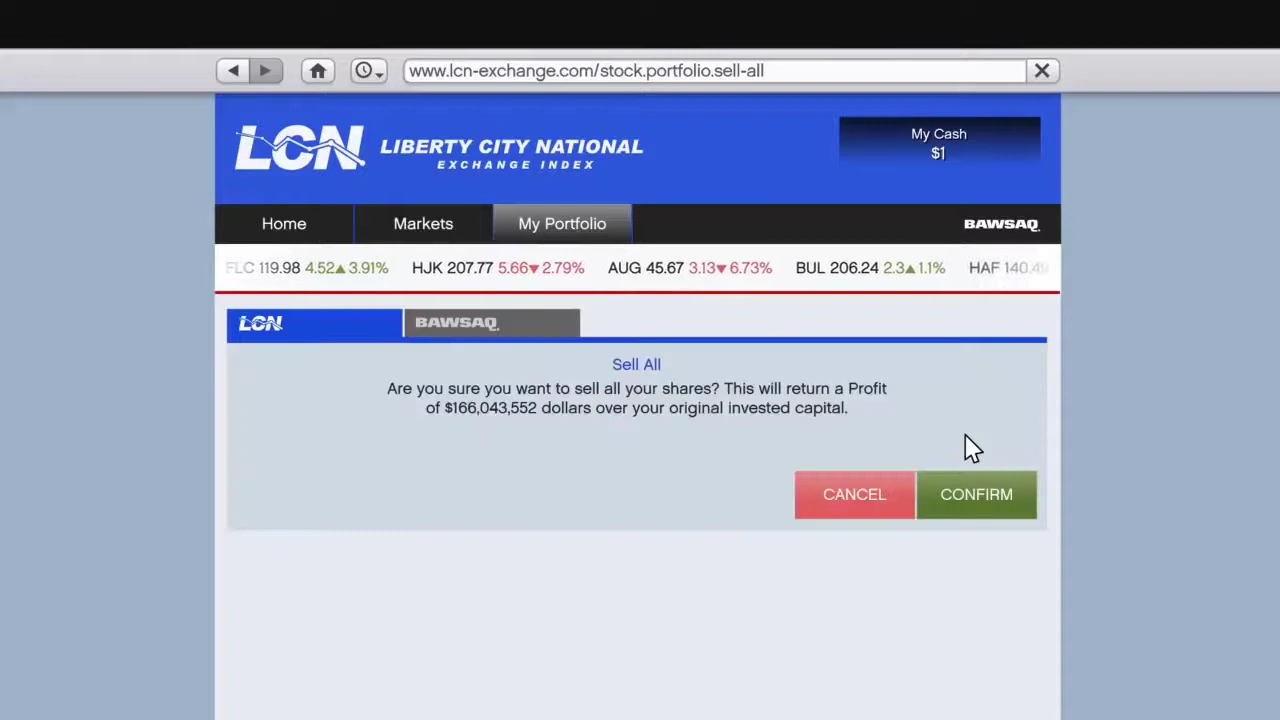 www.lcn-exchange.com/stock.portfolio.sell-all
LCN LIBERTY CITY NATIONAL
EXCHANGE INDEX
My Cash
$1
Home Markets My Portfolio BAWSAQ
FLC 119.98 4.52▲3.91% HJK 207.77 5.66▼2.79% AUG 45.67 3.13▼6.73% BUL 206.24 2.3▲1.1% HAF
LCN BAWSAQ
Sell All
Are you sure you want to sell all your shares? This will return a Profit
of $166,043,552 dollars over your original invested capital.
CANCEL CONFIRM